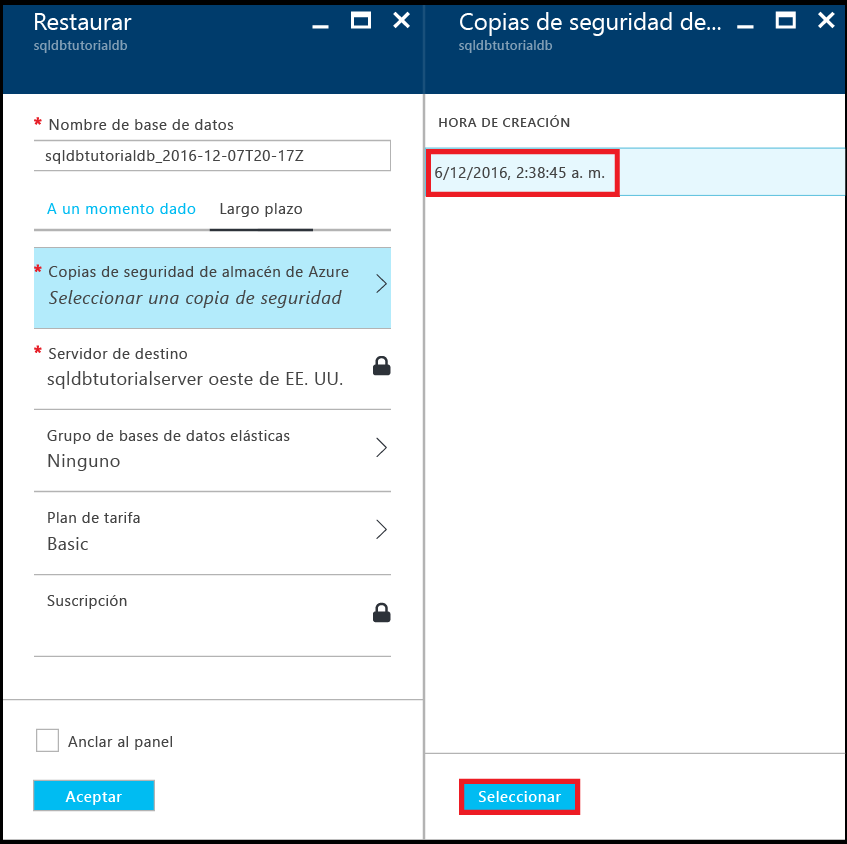 Restaurar
sqldbtutorialdb
* Nombre de base de datos
sqldbtutorialdb_2016-12-07T20-17Z
A un momento dado Largo plazo
* Copias de seguridad de almacén de Azure
Seleccionar una copia de seguridad
* Servidor de destino
sqldbtutorialserver oeste de EE. UU.
Grupo de bases de datos elásticas
Ninguno
Plan de tarifa
Basic
Suscripción
Anclar al panel
Aceptar
Copias de seguridad de...
sqldbtutorialdb
HORA DE CREACIÓN
6/12/2016, 2:38:45 a. m.
Seleccionar